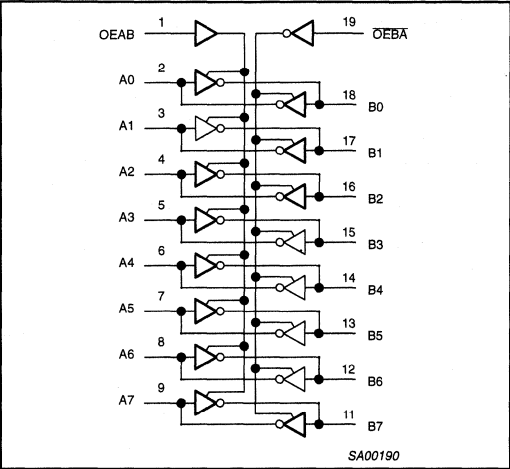 OEAB 1 19 OEBA
A0 2
18 B0
A1 3
17 B1
A2 4
16 B2
A3 5
15 B3
A4 6
14 B4
A5 7
13 B5
A6 8
12 B6
A7 9
11 B7
SA00190